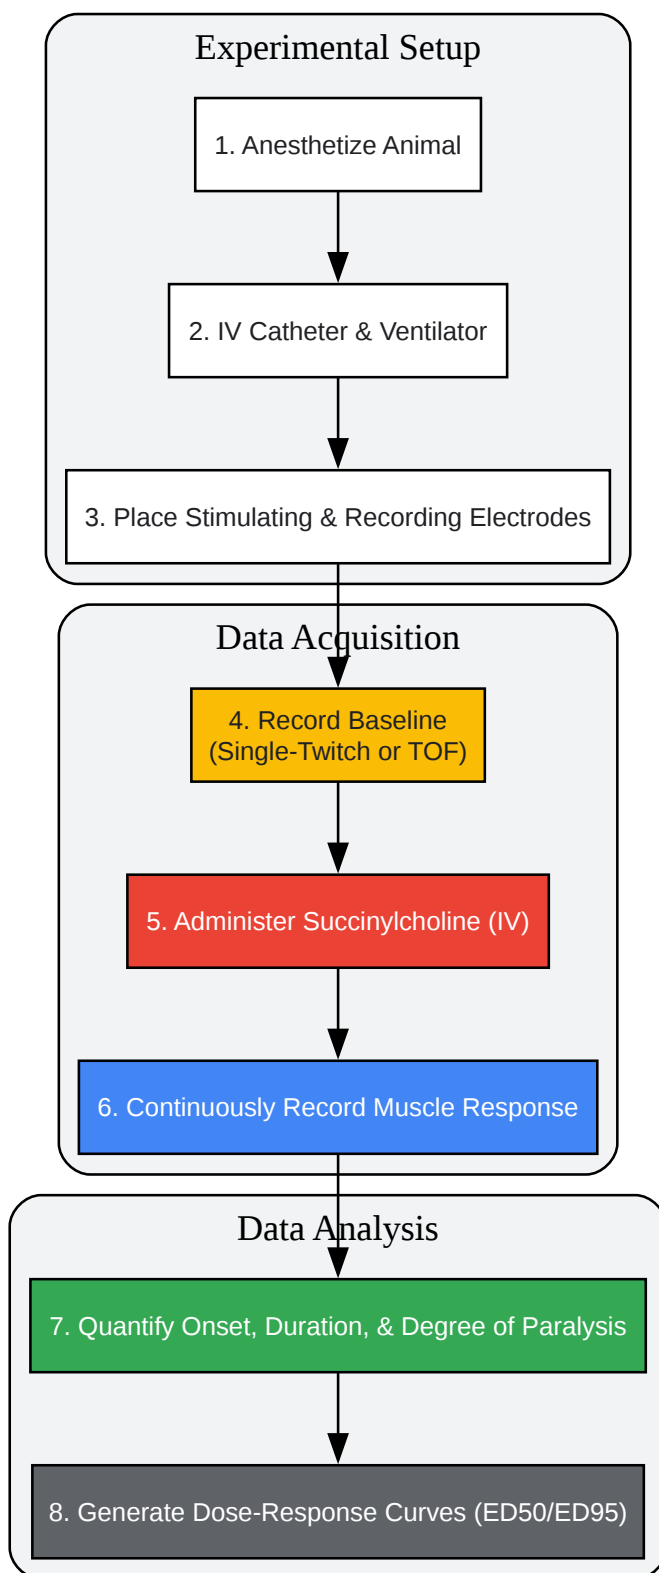 Experimental Setup
1. Anesthetize Animal
2. IV Catheter & Ventilator
3. Place Stimulating & Recording Electrodes
Data Acquisition
4. Record Baseline
(Single-Twitch or TOF)
5. Administer Succinylcholine (IV)
6. Continuously Record Muscle Response
Data Analysis
7. Quantify Onset, Duration, & Degree of Paralysis
8. Generate Dose-Response Curves (ED50/ED95)